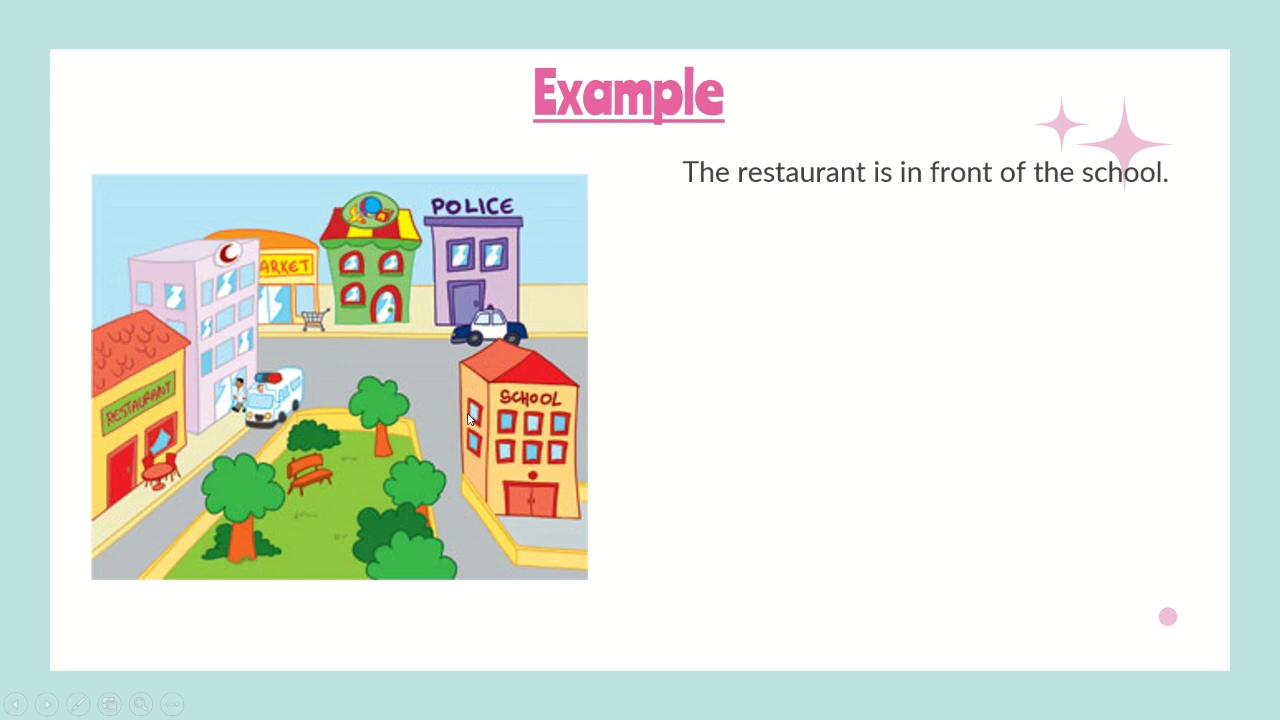 Example
The restaurant is in front of the school.
POLICE
ARKET
RESTAURANT
SCHOOL